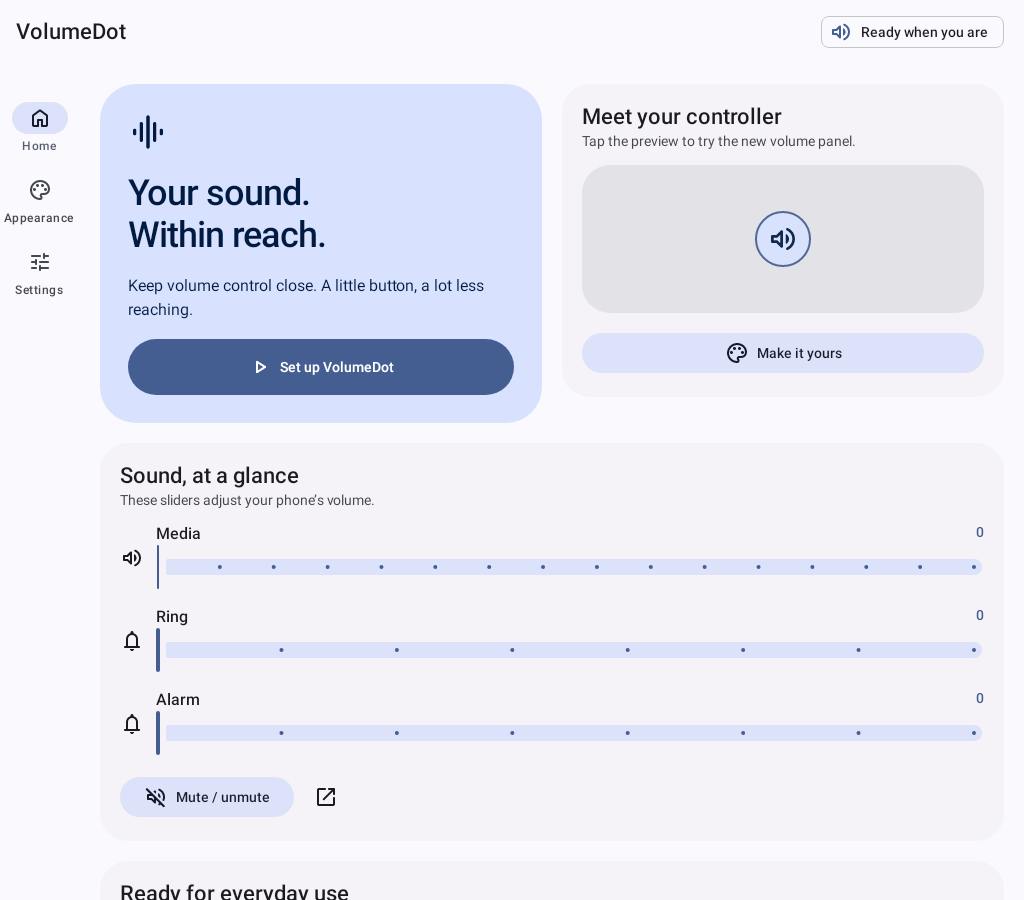 VolumeDot
Ready when you are
Home
Appearance
Settings
Your sound.
Within reach.
Keep volume control close. A little button, a lot less
reaching.
Set up VolumeDot
Meet your controller
Tap the preview to try the new volume panel.
Make it yours
Sound, at a glance
These sliders adjust your phone’s volume.
Media
0
Ring
0
Alarm
0
Mute / unmute
Ready for everyday use